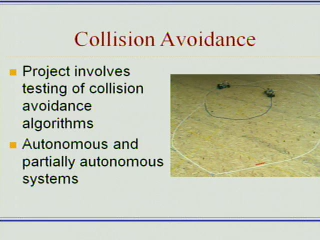 Collision Avoidance
Project involves
testing of collision
avoidance
algorithms
Autonomous and
partially autonomous
systems